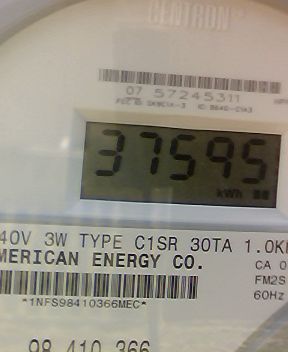 CENTRON
07 57245311
37595
kWh
40V 3W TYPE C1SR 30TA 1.0K
MERICAN ENERGY CO.
CA 0
FM2S
60Hz
*1NFS98410366MEC*
98 410 366